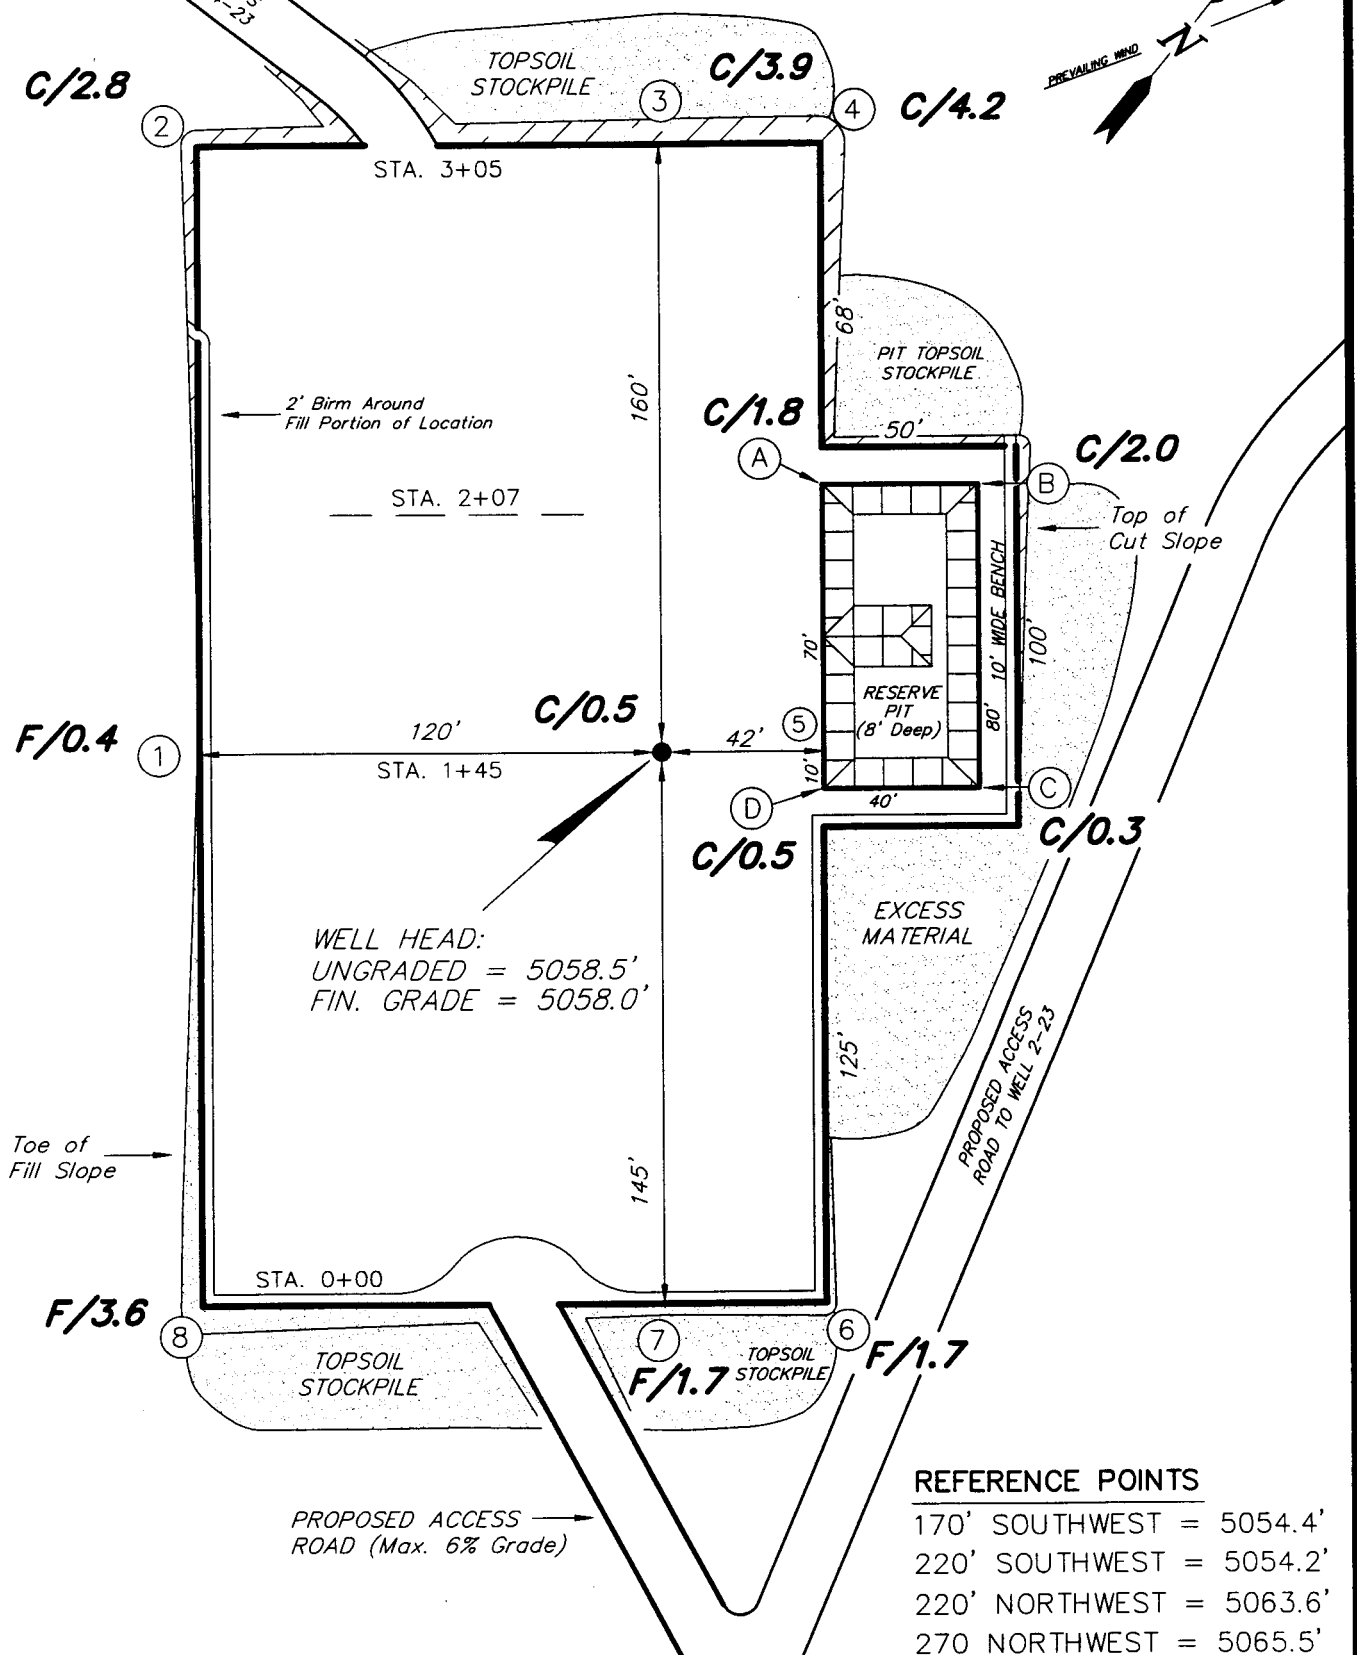 -23
TOPSOIL
STOCKPILE
C/3.9
C/2.8
2
3
4
C/4.2
PREVAILING WIND
N
STA. 3+05
68'
PIT TOPSOIL
STOCKPILE
2' Birm Around
Fill Portion of Location
160'
C/1.8
50'
A
C/2.0
B
STA. 2+07
Top of
Cut Slope
10' WIDE BENCH
100'
70'
RESERVE
PIT
(8' Deep)
80'
F/0.4
1
120'
STA. 1+45
C/0.5
42'
5
10'
D
40'
C
C/0.5
C/0.3
WELL HEAD:
UNGRADED = 5058.5'
FIN. GRADE = 5058.0'
EXCESS
MATERIAL
125'
PROPOSED ACCESS
ROAD TO WELL 2-23
Toe of
Fill Slope
145'
STA. 0+00
F/3.6
8
7
6
F/1.7
F/1.7
TOPSOIL
STOCKPILE
TOPSOIL
STOCKPILE
PROPOSED ACCESS
ROAD (Max. 6% Grade)
REFERENCE POINTS
170' SOUTHWEST = 5054.4'
220' SOUTHWEST = 5054.2'
220' NORTHWEST = 5063.6'
270 NORTHWEST = 5065.5'